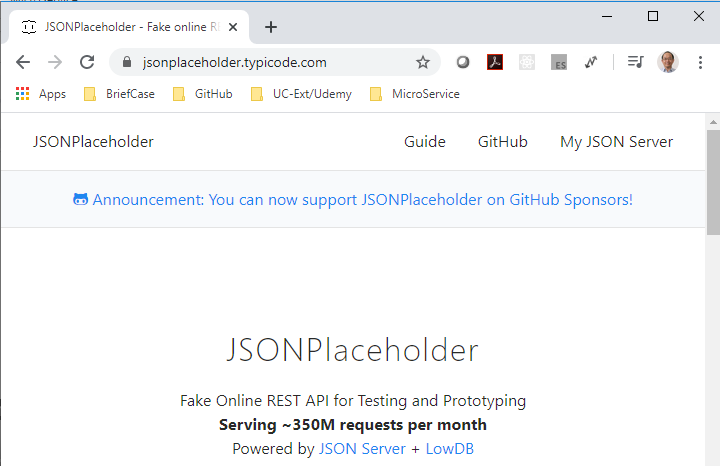 JSONPlaceholder - Fake online RE
jsonplaceholder.typicode.com
ES
Apps BriefCase GitHub UC-Ext/Udemy MicroService
JSONPlaceholder Guide GitHub My JSON Server
Announcement: You can now support JSONPlaceholder on GitHub Sponsors!
JSONPlaceholder
Fake Online REST API for Testing and Prototyping
Serving ~350M requests per month
Powered by JSON Server + LowDB